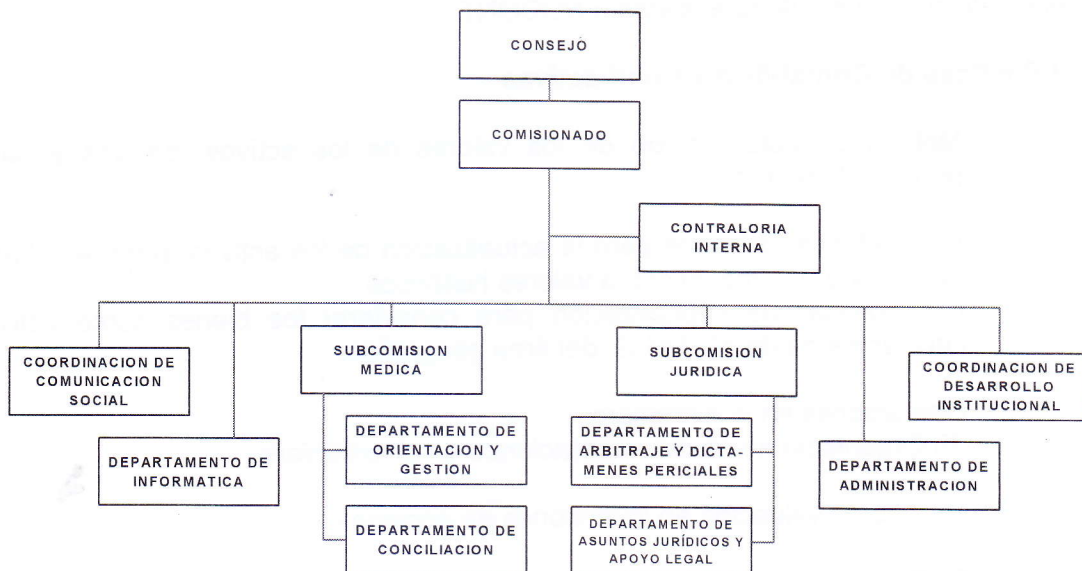 CONSEJO
COMISIONADO
CONTRALORIA
INTERNA
COORDINACION DE
COMUNICACION
SOCIAL
SUBCOMISION
MEDICA
SUBCOMISION
JURIDICA
COORDINACION DE
DESARROLLO
INSTITUCIONAL
DEPARTAMENTO DE
INFORMATICA
DEPARTAMENTO DE
ORIENTACION Y
GESTION
DEPARTAMENTO DE
ARBITRAJE Y DICTA-
MENES PERICIALES
DEPARTAMENTO DE
ADMINISTRACION
DEPARTAMENTO DE
CONCILIACION
DEPARTAMENTO DE
ASUNTOS JURÍDICOS Y
APOYO LEGAL